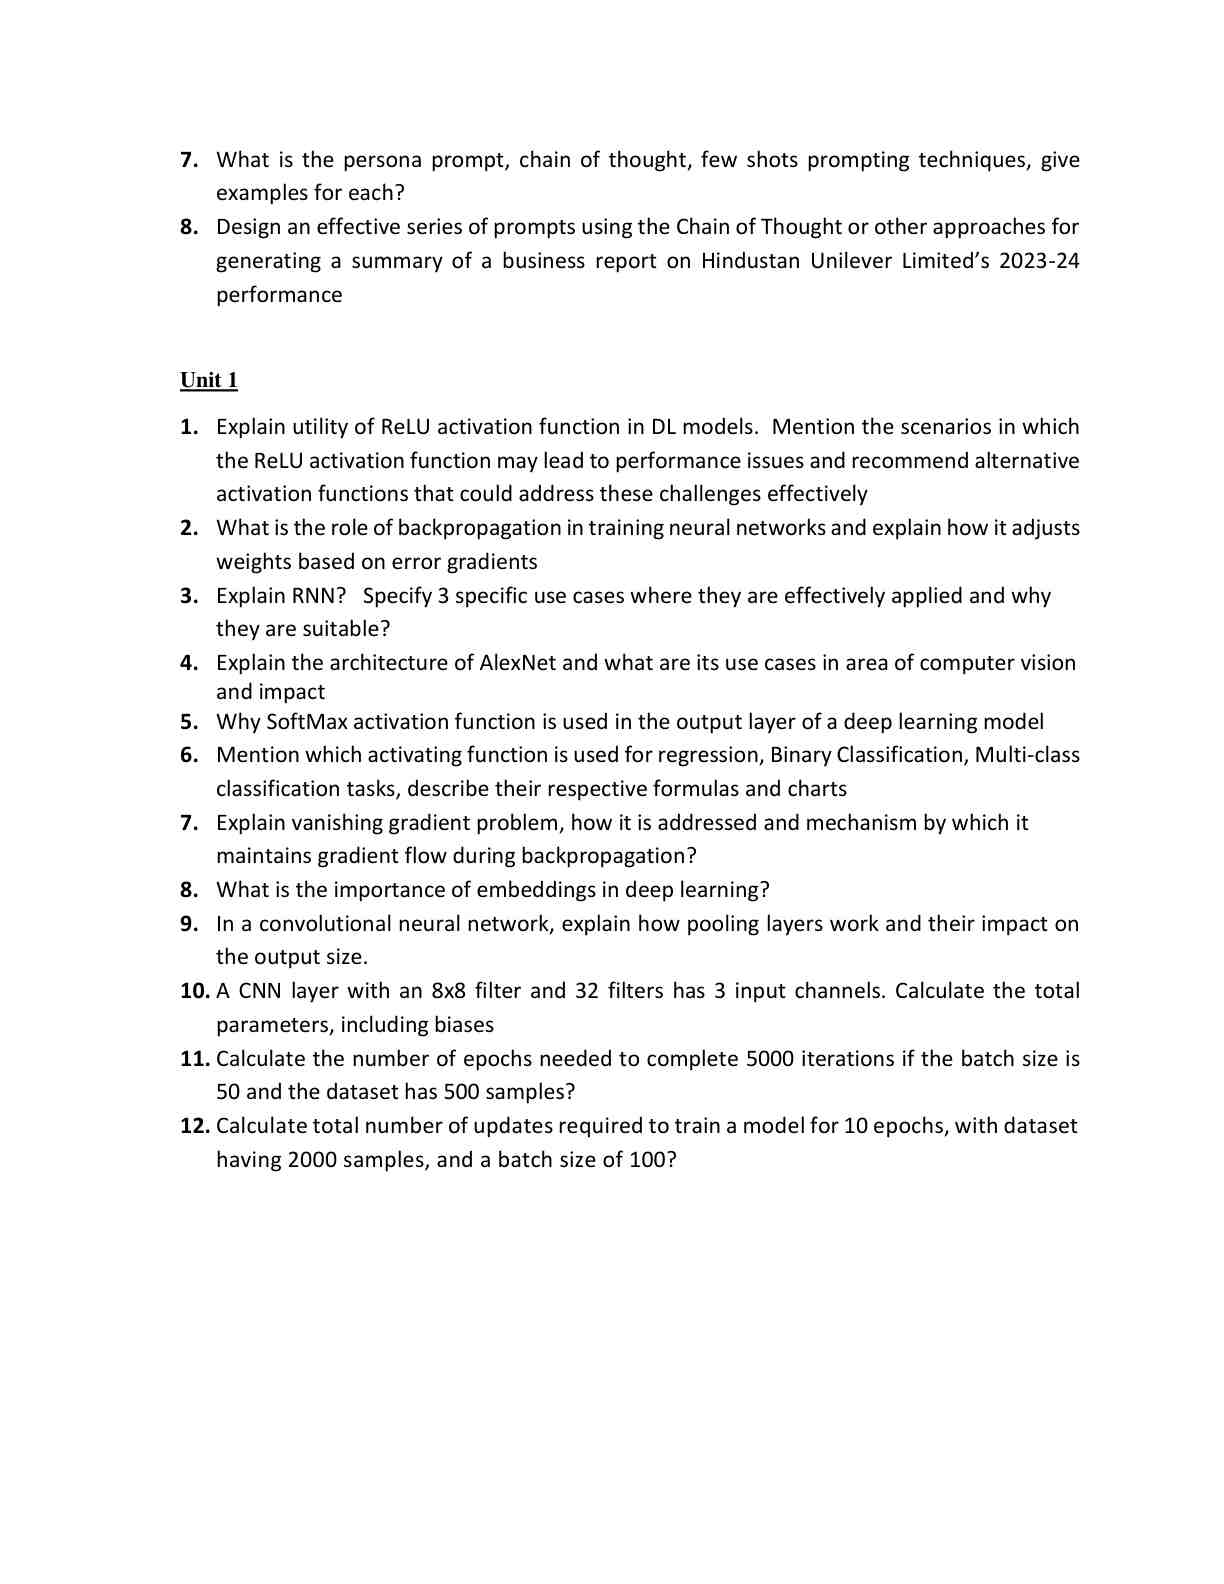 7. What is the persona prompt, chain of thought, few shots prompting techniques, give
examples for each?
8. Design an effective series of prompts using the Chain of Thought or other approaches for
generating a summary of a business report on Hindustan Unilever Limited’s 2023-24
performance
Unit 1
1. Explain utility of ReLU activation function in DL models.  Mention the scenarios in which
the ReLU activation function may lead to performance issues and recommend alternative
activation functions that could address these challenges effectively
2. What is the role of backpropagation in training neural networks and explain how it adjusts
weights based on error gradients
3. Explain RNN?   Specify 3 specific use cases where they are effectively applied and why
they are suitable?
4. Explain the architecture of AlexNet and what are its use cases in area of computer vision
and impact
5. Why SoftMax activation function is used in the output layer of a deep learning model
6. Mention which activating function is used for regression, Binary Classification, Multi-class
classification tasks, describe their respective formulas and charts
7. Explain vanishing gradient problem, how it is addressed and mechanism by which it
maintains gradient flow during backpropagation?
8. What is the importance of embeddings in deep learning?
9. In a convolutional neural network, explain how pooling layers work and their impact on
the output size.
10. A CNN layer with an 8x8 filter and 32 filters has 3 input channels. Calculate the total
parameters, including biases
11. Calculate the number of epochs needed to complete 5000 iterations if the batch size is
50 and the dataset has 500 samples?
12. Calculate total number of updates required to train a model for 10 epochs, with dataset
having 2000 samples, and a batch size of 100?